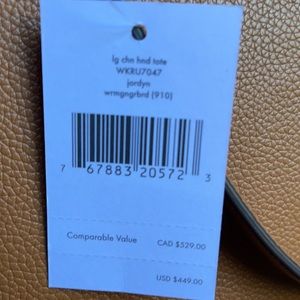 lg chn hnd tote
WKRU7047
jordyn
wrmgngrbrd (910)
7 67883 20572 3
Comparable Value CAD $529.00
USD $449.00